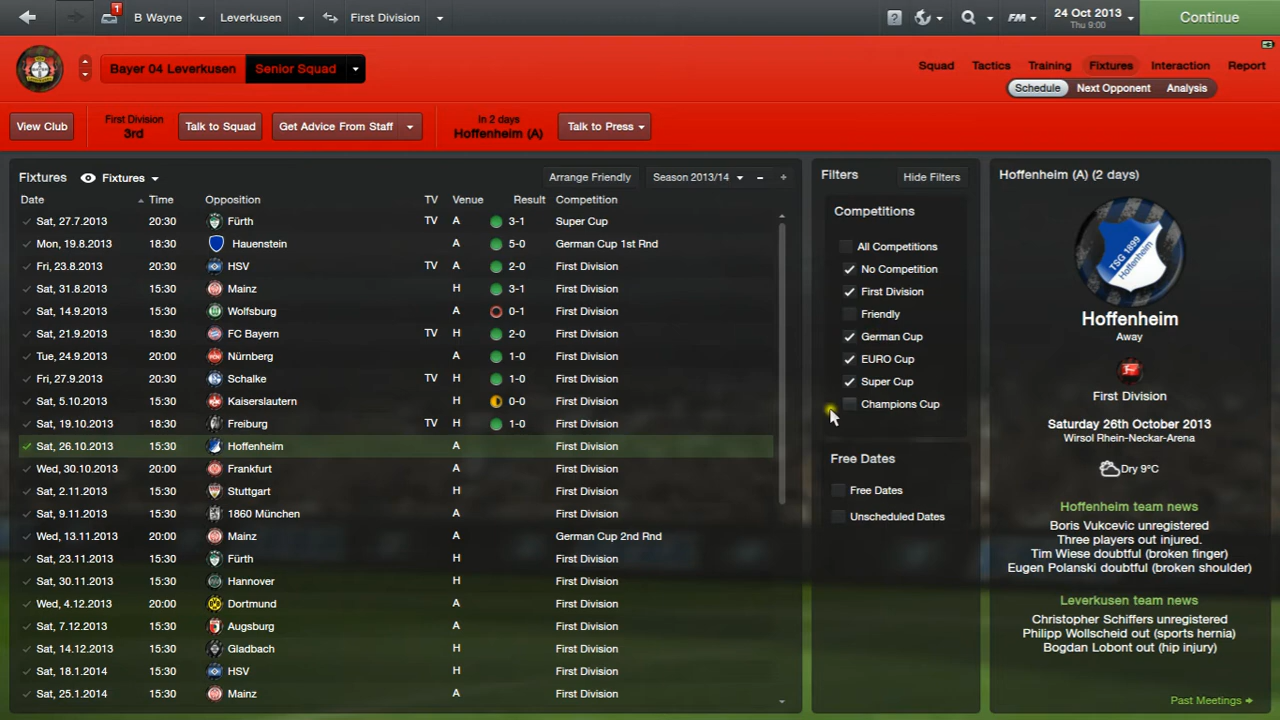 1
B Wayne
Leverkusen
First Division
?
FM
24 Oct 2013
Thu 9:00
Continue
Bayer 04 Leverkusen
Senior Squad
Squad
Tactics
Training
Fixtures
Interaction
Report
Schedule
Next Opponent
Analysis
View Club
First Division
3rd
Talk to Squad
Get Advice From Staff
In 2 days
Hoffenheim (A)
Talk to Press
Fixtures
Fixtures
Arrange Friendly
Season 2013/14
Date Time Opposition TV Venue Result Competition
Sat, 27.7.2013 20:30 Fürth TV A 3-1 Super Cup
Mon, 19.8.2013 18:30 Hauenstein A 5-0 German Cup 1st Rnd
Fri, 23.8.2013 20:30 HSV TV A 2-0 First Division
Sat, 31.8.2013 15:30 Mainz H 3-1 First Division
Sat, 14.9.2013 15:30 Wolfsburg A 0-1 First Division
Sat, 21.9.2013 18:30 FC Bayern TV H 2-0 First Division
Tue, 24.9.2013 20:00 Nürnberg A 1-0 First Division
Fri, 27.9.2013 20:30 Schalke TV H 1-0 First Division
Sat, 5.10.2013 15:30 Kaiserslautern H 0-0 First Division
Sat, 19.10.2013 18:30 Freiburg TV H 1-0 First Division
Sat, 26.10.2013 15:30 Hoffenheim A First Division
Wed, 30.10.2013 20:00 Frankfurt A First Division
Sat, 2.11.2013 15:30 Stuttgart H First Division
Sat, 9.11.2013 15:30 1860 München A First Division
Wed, 13.11.2013 20:00 Mainz A German Cup 2nd Rnd
Sat, 23.11.2013 15:30 Fürth H First Division
Sat, 30.11.2013 15:30 Hannover H First Division
Wed, 4.12.2013 20:00 Dortmund A First Division
Sat, 7.12.2013 15:30 Augsburg A First Division
Sat, 14.12.2013 15:30 Gladbach H First Division
Sat, 18.1.2014 15:30 HSV H First Division
Sat, 25.1.2014 15:30 Mainz A First Division
Filters
Hide Filters
Competitions
All Competitions
No Competition
First Division
Friendly
German Cup
EURO Cup
Super Cup
Champions Cup
Free Dates
Free Dates
Unscheduled Dates
Hoffenheim (A) (2 days)
TSG 1899
Hoffenheim
Hoffenheim
Away
First Division
Saturday 26th October 2013
Wirsol Rhein-Neckar-Arena
Dry 9°C
Hoffenheim team news
Boris Vukcevic unregistered
Three players out injured.
Tim Wiese doubtful (broken finger)
Eugen Polanski doubtful (broken shoulder)
Leverkusen team news
Christopher Schiffers unregistered
Philipp Wollscheid out (sports hernia)
Bogdan Lobont out (hip injury)
Past Meetings